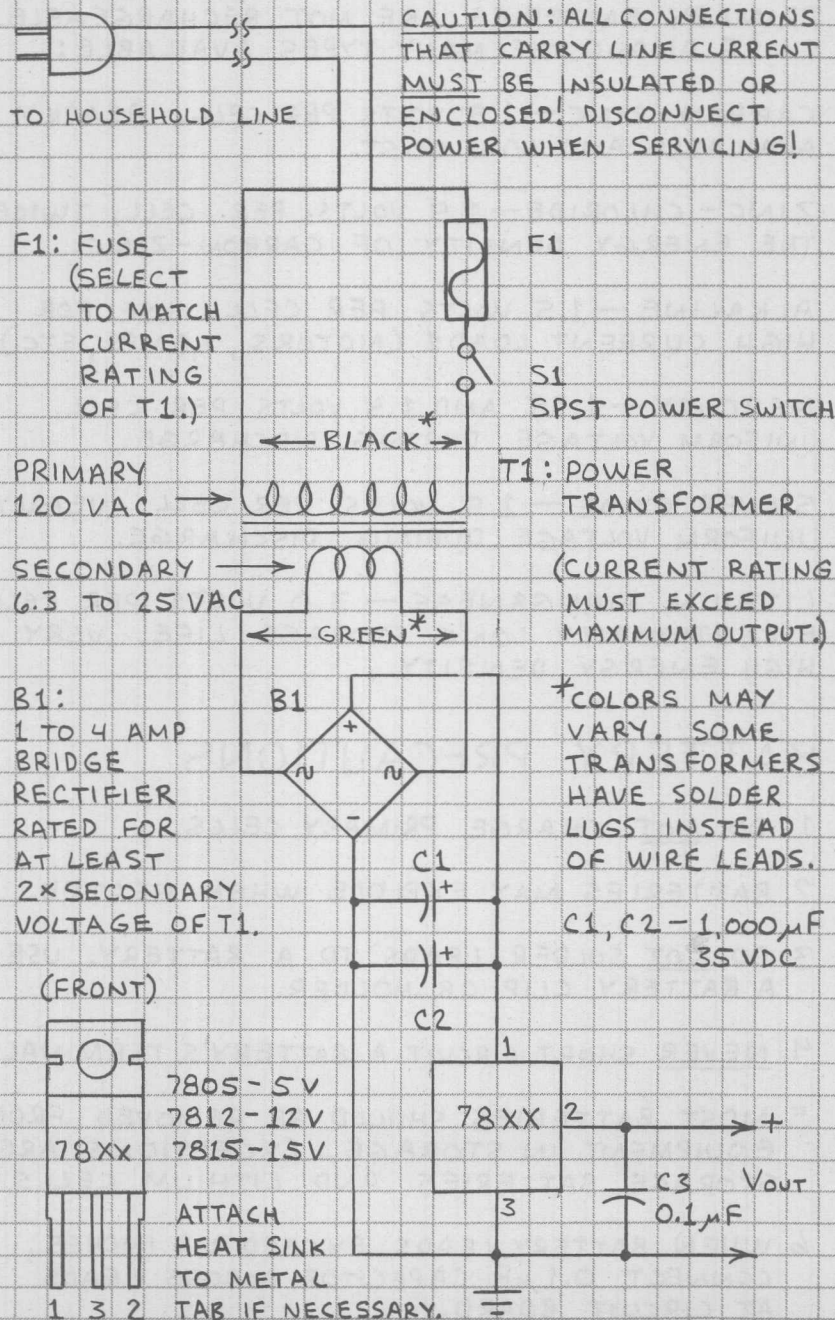 CAUTION: ALL CONNECTIONS
THAT CARRY LINE CURRENT
MUST BE INSULATED OR
ENCLOSED! DISCONNECT
POWER WHEN SERVICING!
TO HOUSEHOLD LINE
F1: FUSE
(SELECT
TO MATCH
CURRENT
RATING
OF T1.)
F1
S1
SPST POWER SWITCH
BLACK*
PRIMARY
120 VAC
T1: POWER
TRANSFORMER
(CURRENT RATING
MUST EXCEED
MAXIMUM OUTPUT.)
SECONDARY
6.3 TO 25 VAC
GREEN*
B1:
1 TO 4 AMP
BRIDGE
RECTIFIER
RATED FOR
AT LEAST
2× SECONDARY
VOLTAGE OF T1.
B1
+
~ ~
-
*COLORS MAY
VARY. SOME
TRANSFORMERS
HAVE SOLDER
LUGS INSTEAD
OF WIRE LEADS.
C1
+
+
C2
C1, C2 - 1,000 µF
35 VDC
(FRONT)
78XX
1 3 2
7805 - 5V
7812 - 12V
7815 - 15V
ATTACH
HEAT SINK
TO METAL
TAB IF NECESSARY.
1
78XX
2
3
+
C3
0.1 µF
VOUT